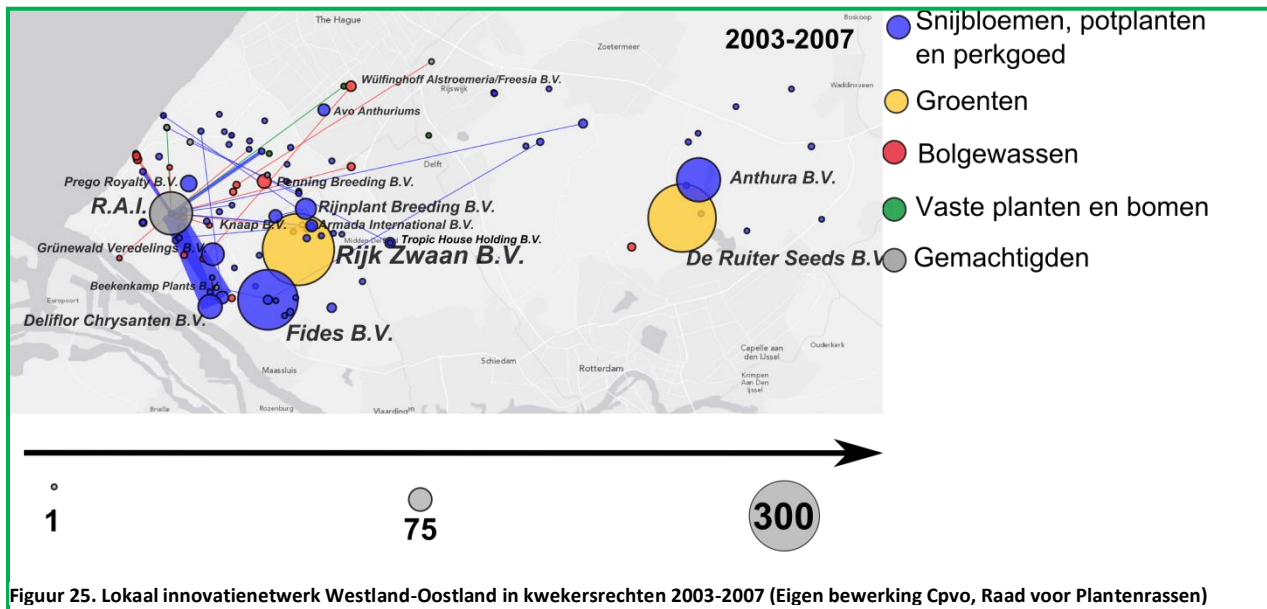 The Hague
Boskoop
Zoetermeer
2003-2007
Wülfinghoff Alstroemeria/Freesia B.V.
Rijswijk
Waddinxveen
Avo Anthuriums
Delft
Prego Royalty B.V.
Penning Breeding B.V.
Anthura B.V.
R.A.I.
Rijnplant Breeding B.V.
Knaap B.V.
Armada International B.V.
Grünewald Veredelings B.V.
Tropic House Holding B.V.
Rijk Zwaan B.V.
De Ruiter Seeds B.V
Beekenkamp Plants B.V.
Europoort
Deliflor Chrysanten B.V.
Fides B.V.
Capelle aan
den IJssel
Ouderkerk
Schiedam
Rotterdam
Maassluis
Krimpen
Aan Den
Ijssel
Brielle
Rozenburg
Vlaardingen
Snijbloemen, potplanten
en perkgoed
Groenten
Bolgewassen
Vaste planten en bomen
Gemachtigden
1
75
300
Figuur 25. Lokaal innovatienetwerk Westland-Oostland in kwekersrechten 2003-2007 (Eigen bewerking Cpvo, Raad voor Plantenrassen)